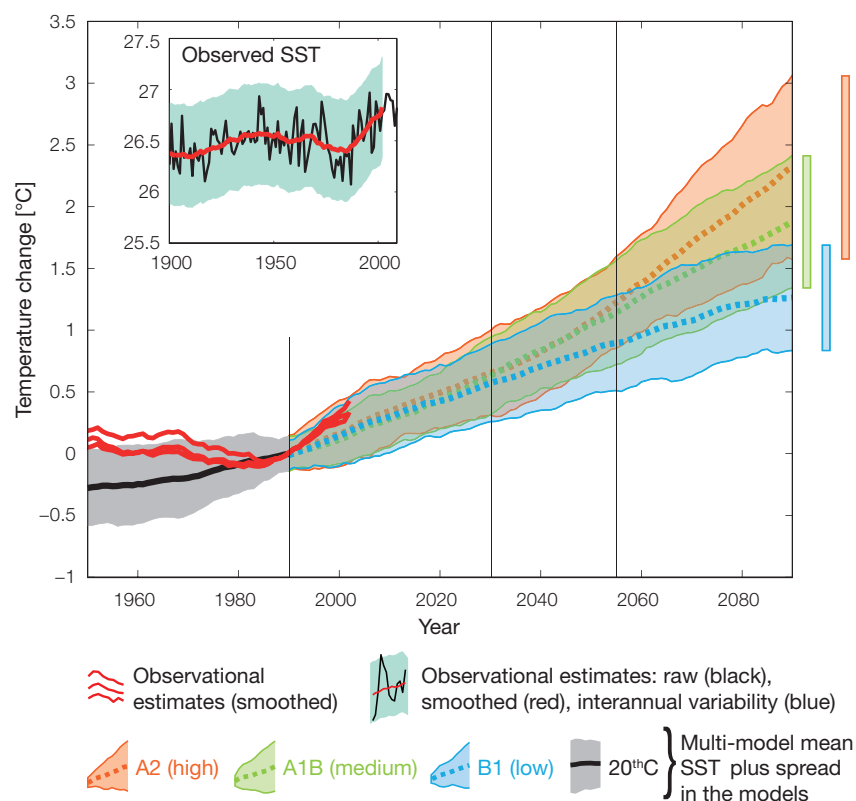 3.5
3
2.5
2
1.5
1
0.5
0
−0.5
−1
Temperature change [°C]
27.5
27
26.5
26
25.5
Observed SST
1900
1950
2000
1960
1980
2000
2020
2040
2060
2080
Year
Observational
estimates (smoothed)
Observational estimates: raw (black),
smoothed (red), interannual variability (blue)
A2 (high)
A1B (medium)
B1 (low)
20thC
Multi-model mean
SST plus spread
in the models